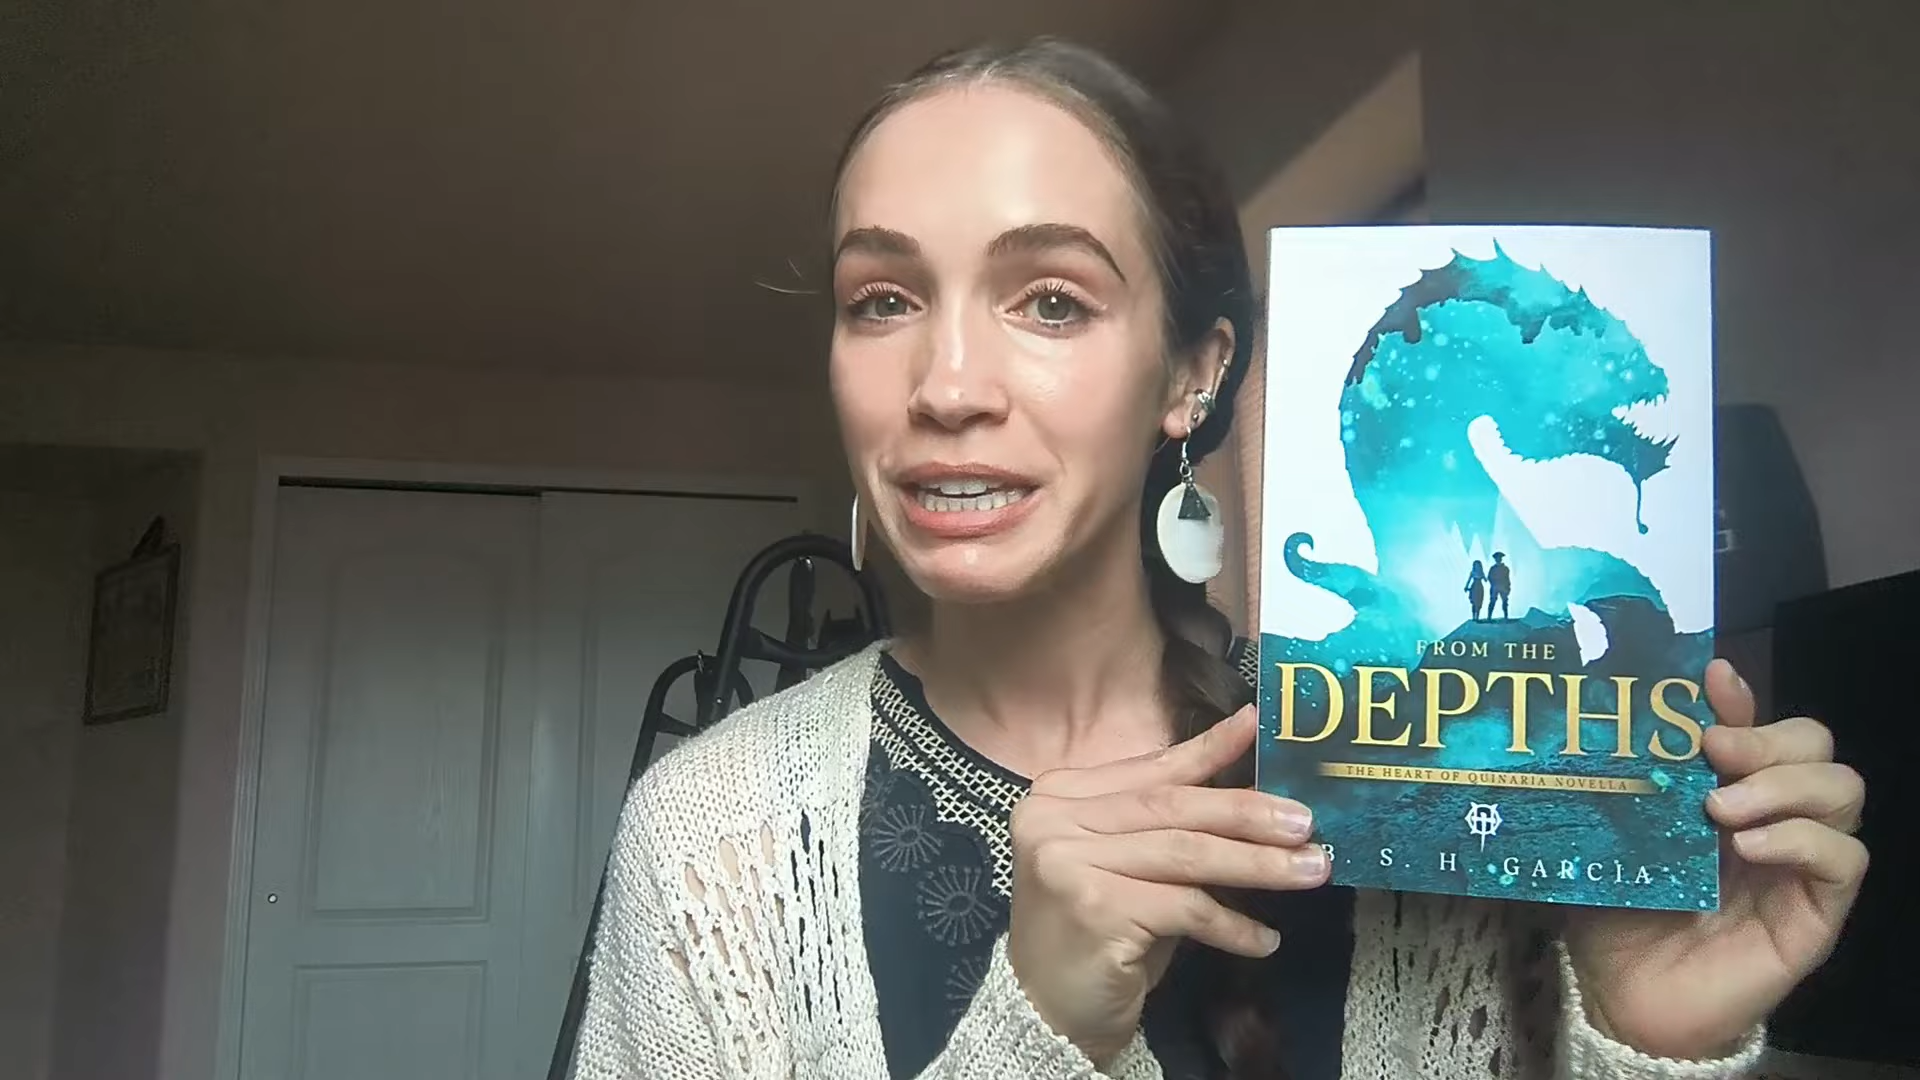 FROM THE
DEPTHS
THE HEART OF QUINARIA NOVELLA
B. S. H. GARCIA